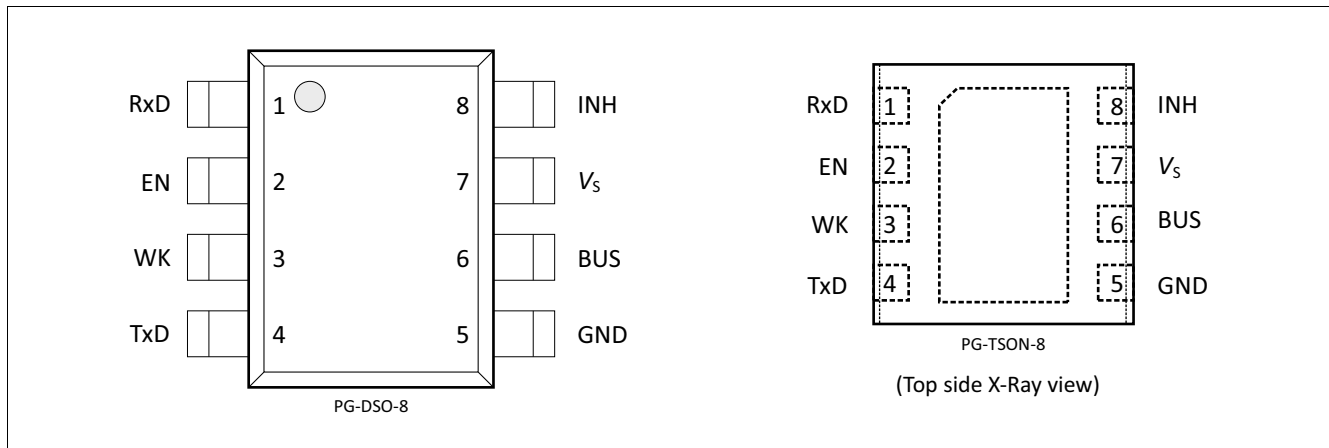 RxD 1 8 INH
EN 2 7 VS
WK 3 6 BUS
TxD 4 5 GND
PG-DSO-8
RxD 1 8 INH
EN 2 7 VS
WK 3 6 BUS
TxD 4 5 GND
PG-TSON-8
(Top side X-Ray view)